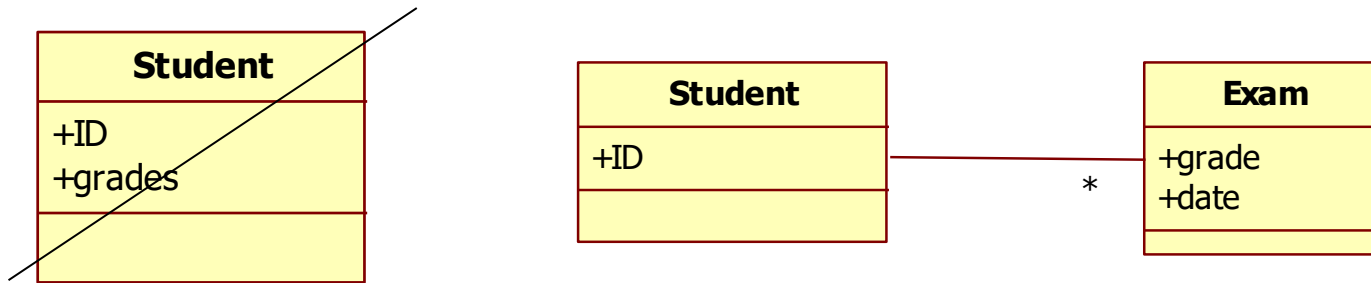 Student
+ID
+grades
Student
+ID
*
Exam
+grade
+date